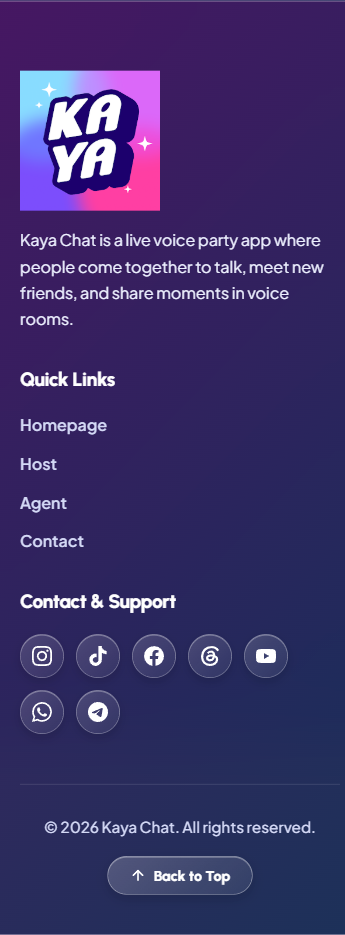 KA
YA
Kaya Chat is a live voice party app where
people come together to talk, meet new
friends, and share moments in voice
rooms.
Quick Links
Homepage
Host
Agent
Contact
Contact & Support
© 2026 Kaya Chat. All rights reserved.
Back to Top